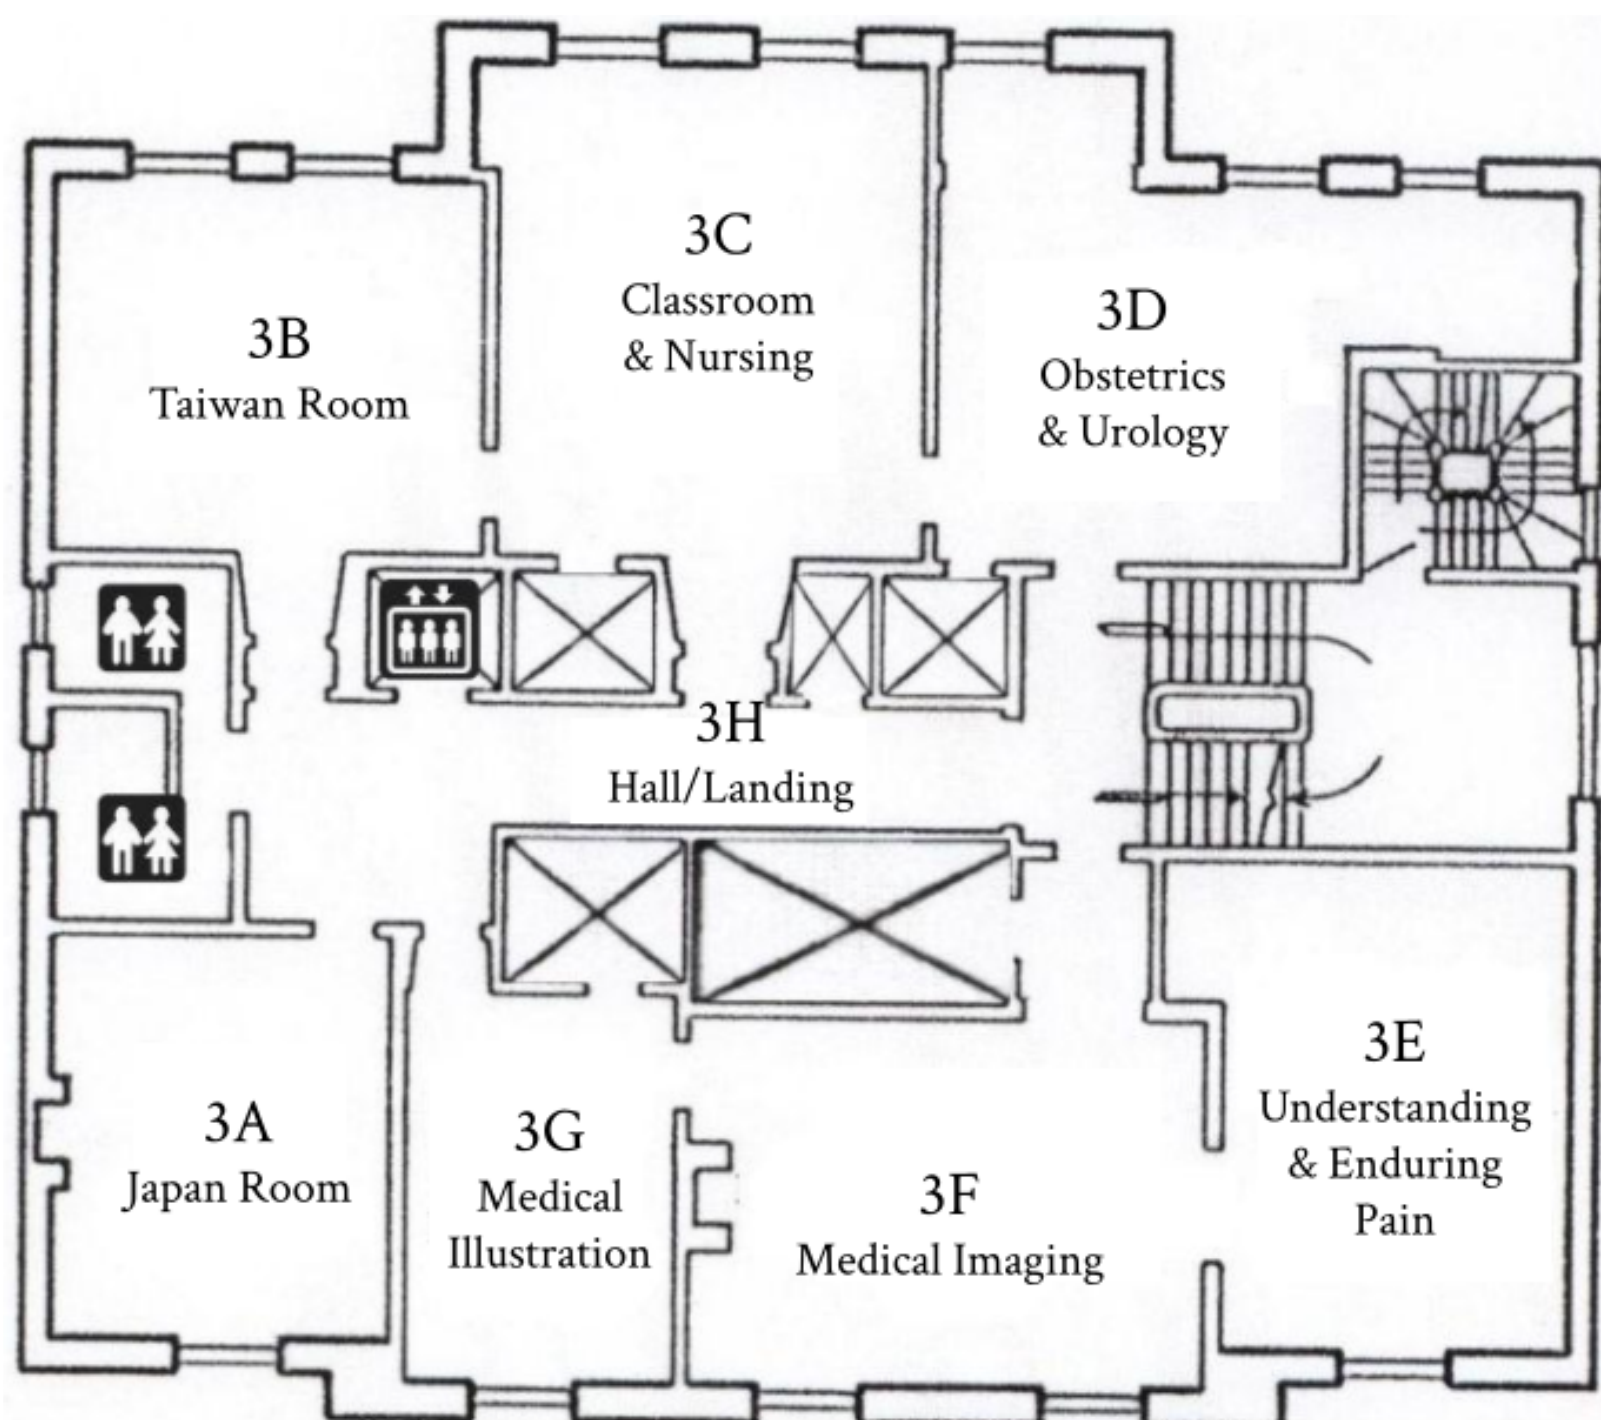 3C
Classroom
& Nursing
3D
Obstetrics
& Urology
3B
Taiwan Room
3H
Hall/Landing
3E
Understanding
& Enduring
Pain
3A
Japan Room
3G
Medical
Illustration
3F
Medical Imaging